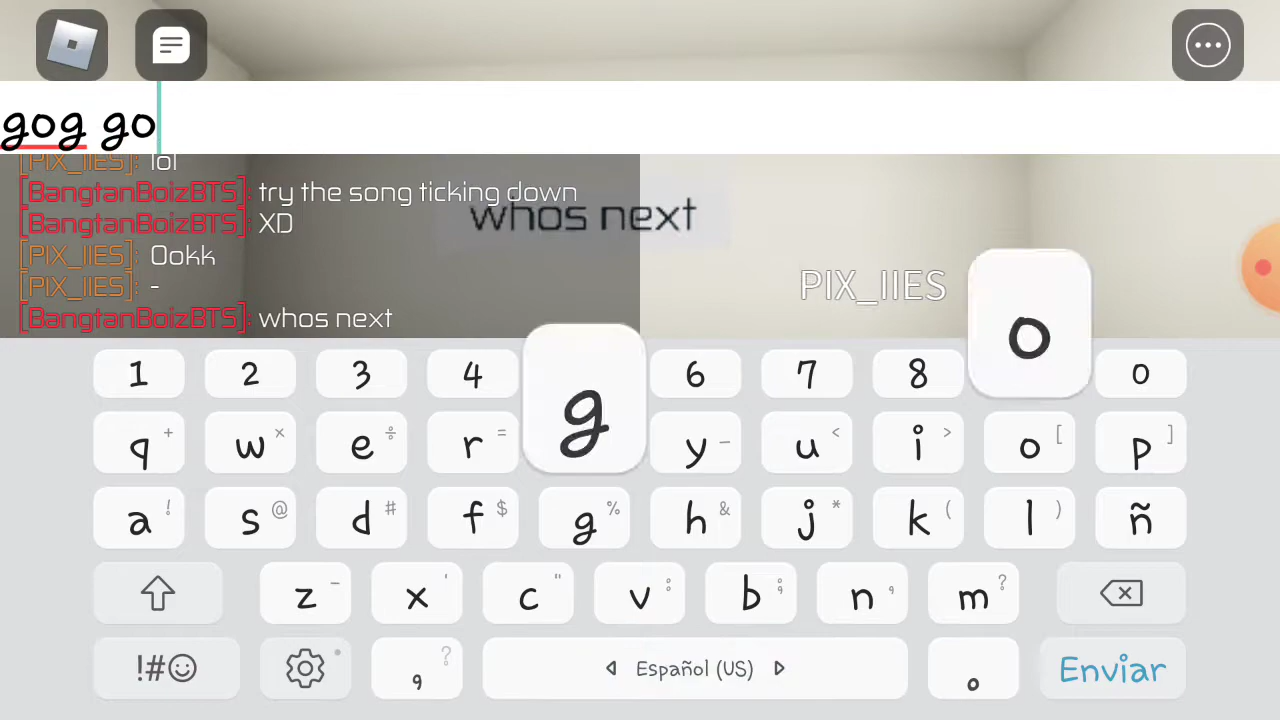 gog go
[PIX_IIES]: lol
[BangtanBoizBTS]: try the song ticking down
[BangtanBoizBTS]: XD
[PIX_IIES]: Ookk
[PIX_IIES]: -
[BangtanBoizBTS]: whos next
whos next
PIX_IIES
g
o
1 2 3 4 6 7 8 0
q + w × e ÷ r = y - u < i > o [ p ]
a ! s @ d # f $ g % h & j * k ( l ) ñ
z - x ' c " v : b ; n , m ?
!#☺ , ? Español (US) . Enviar